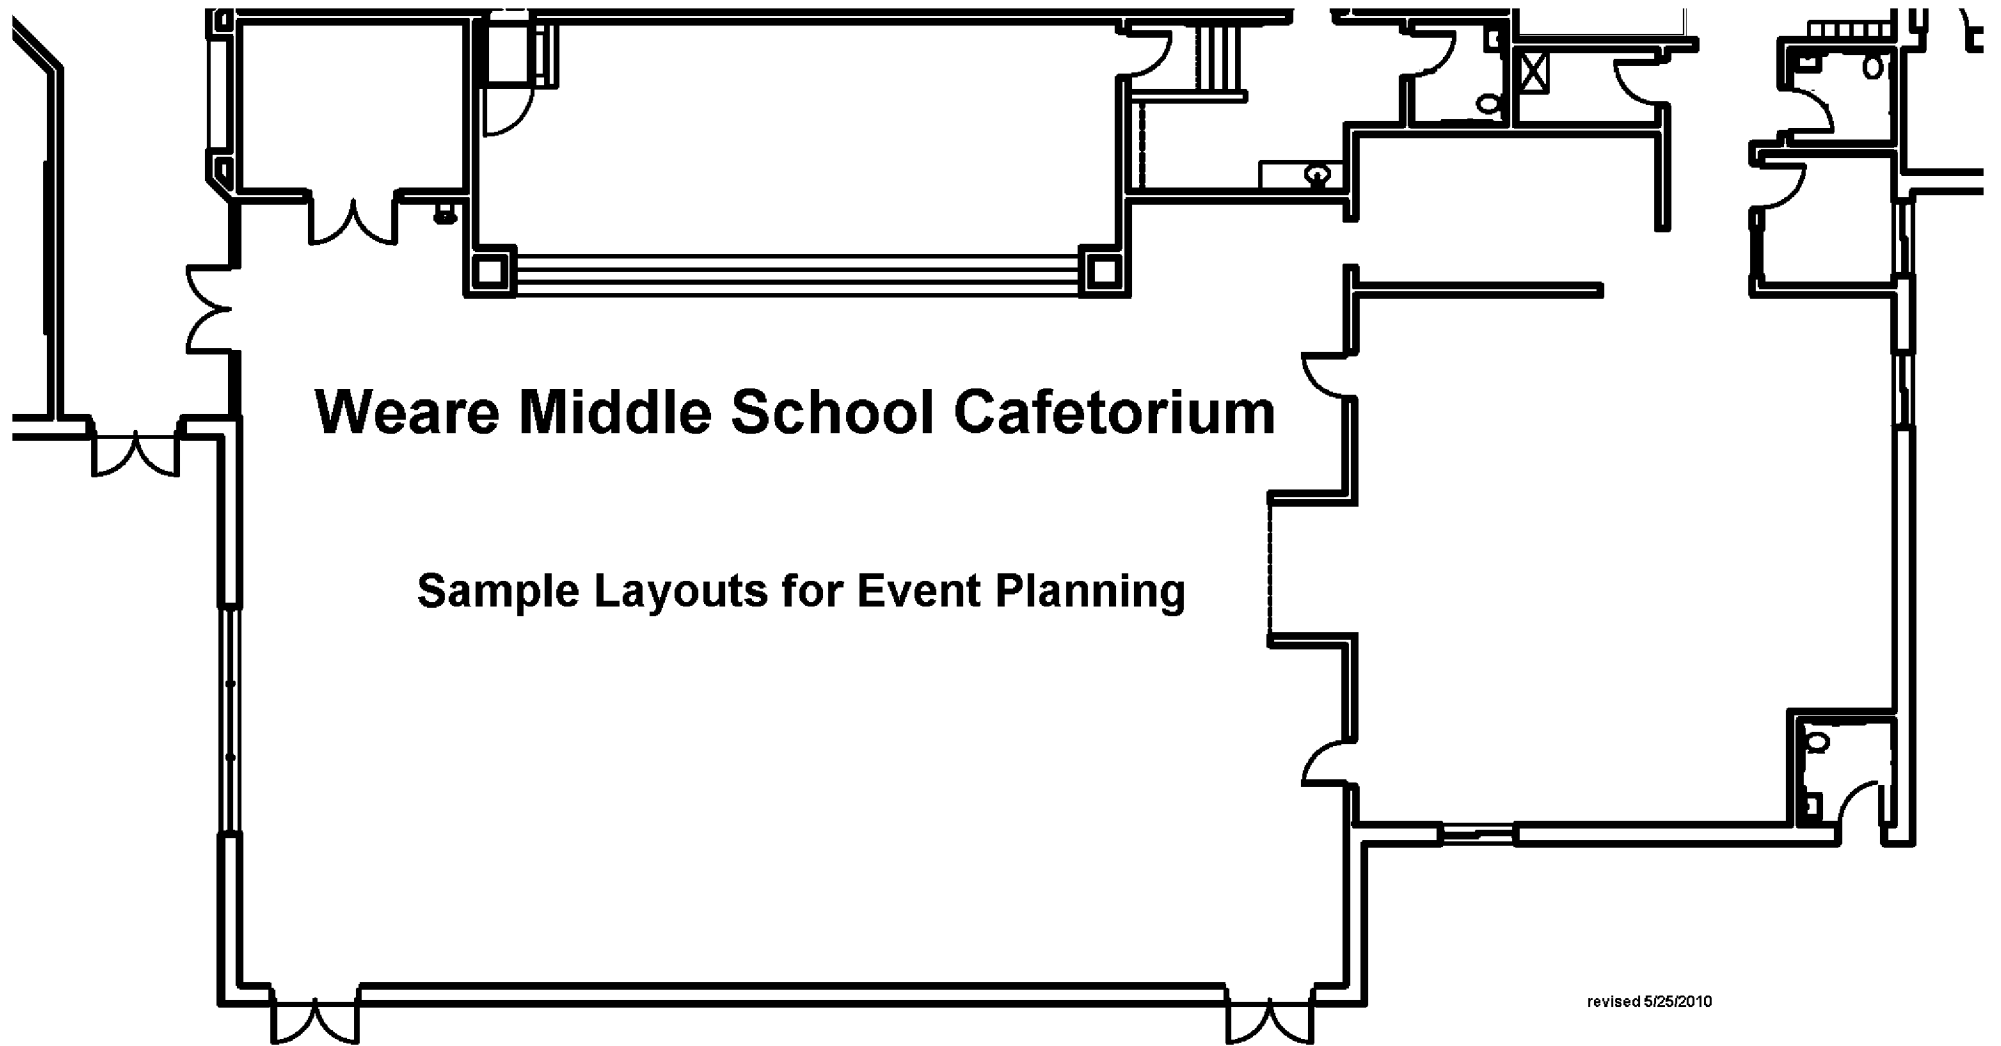 Weare Middle School Cafetorium
Sample Layouts for Event Planning
revised 5/25/2010